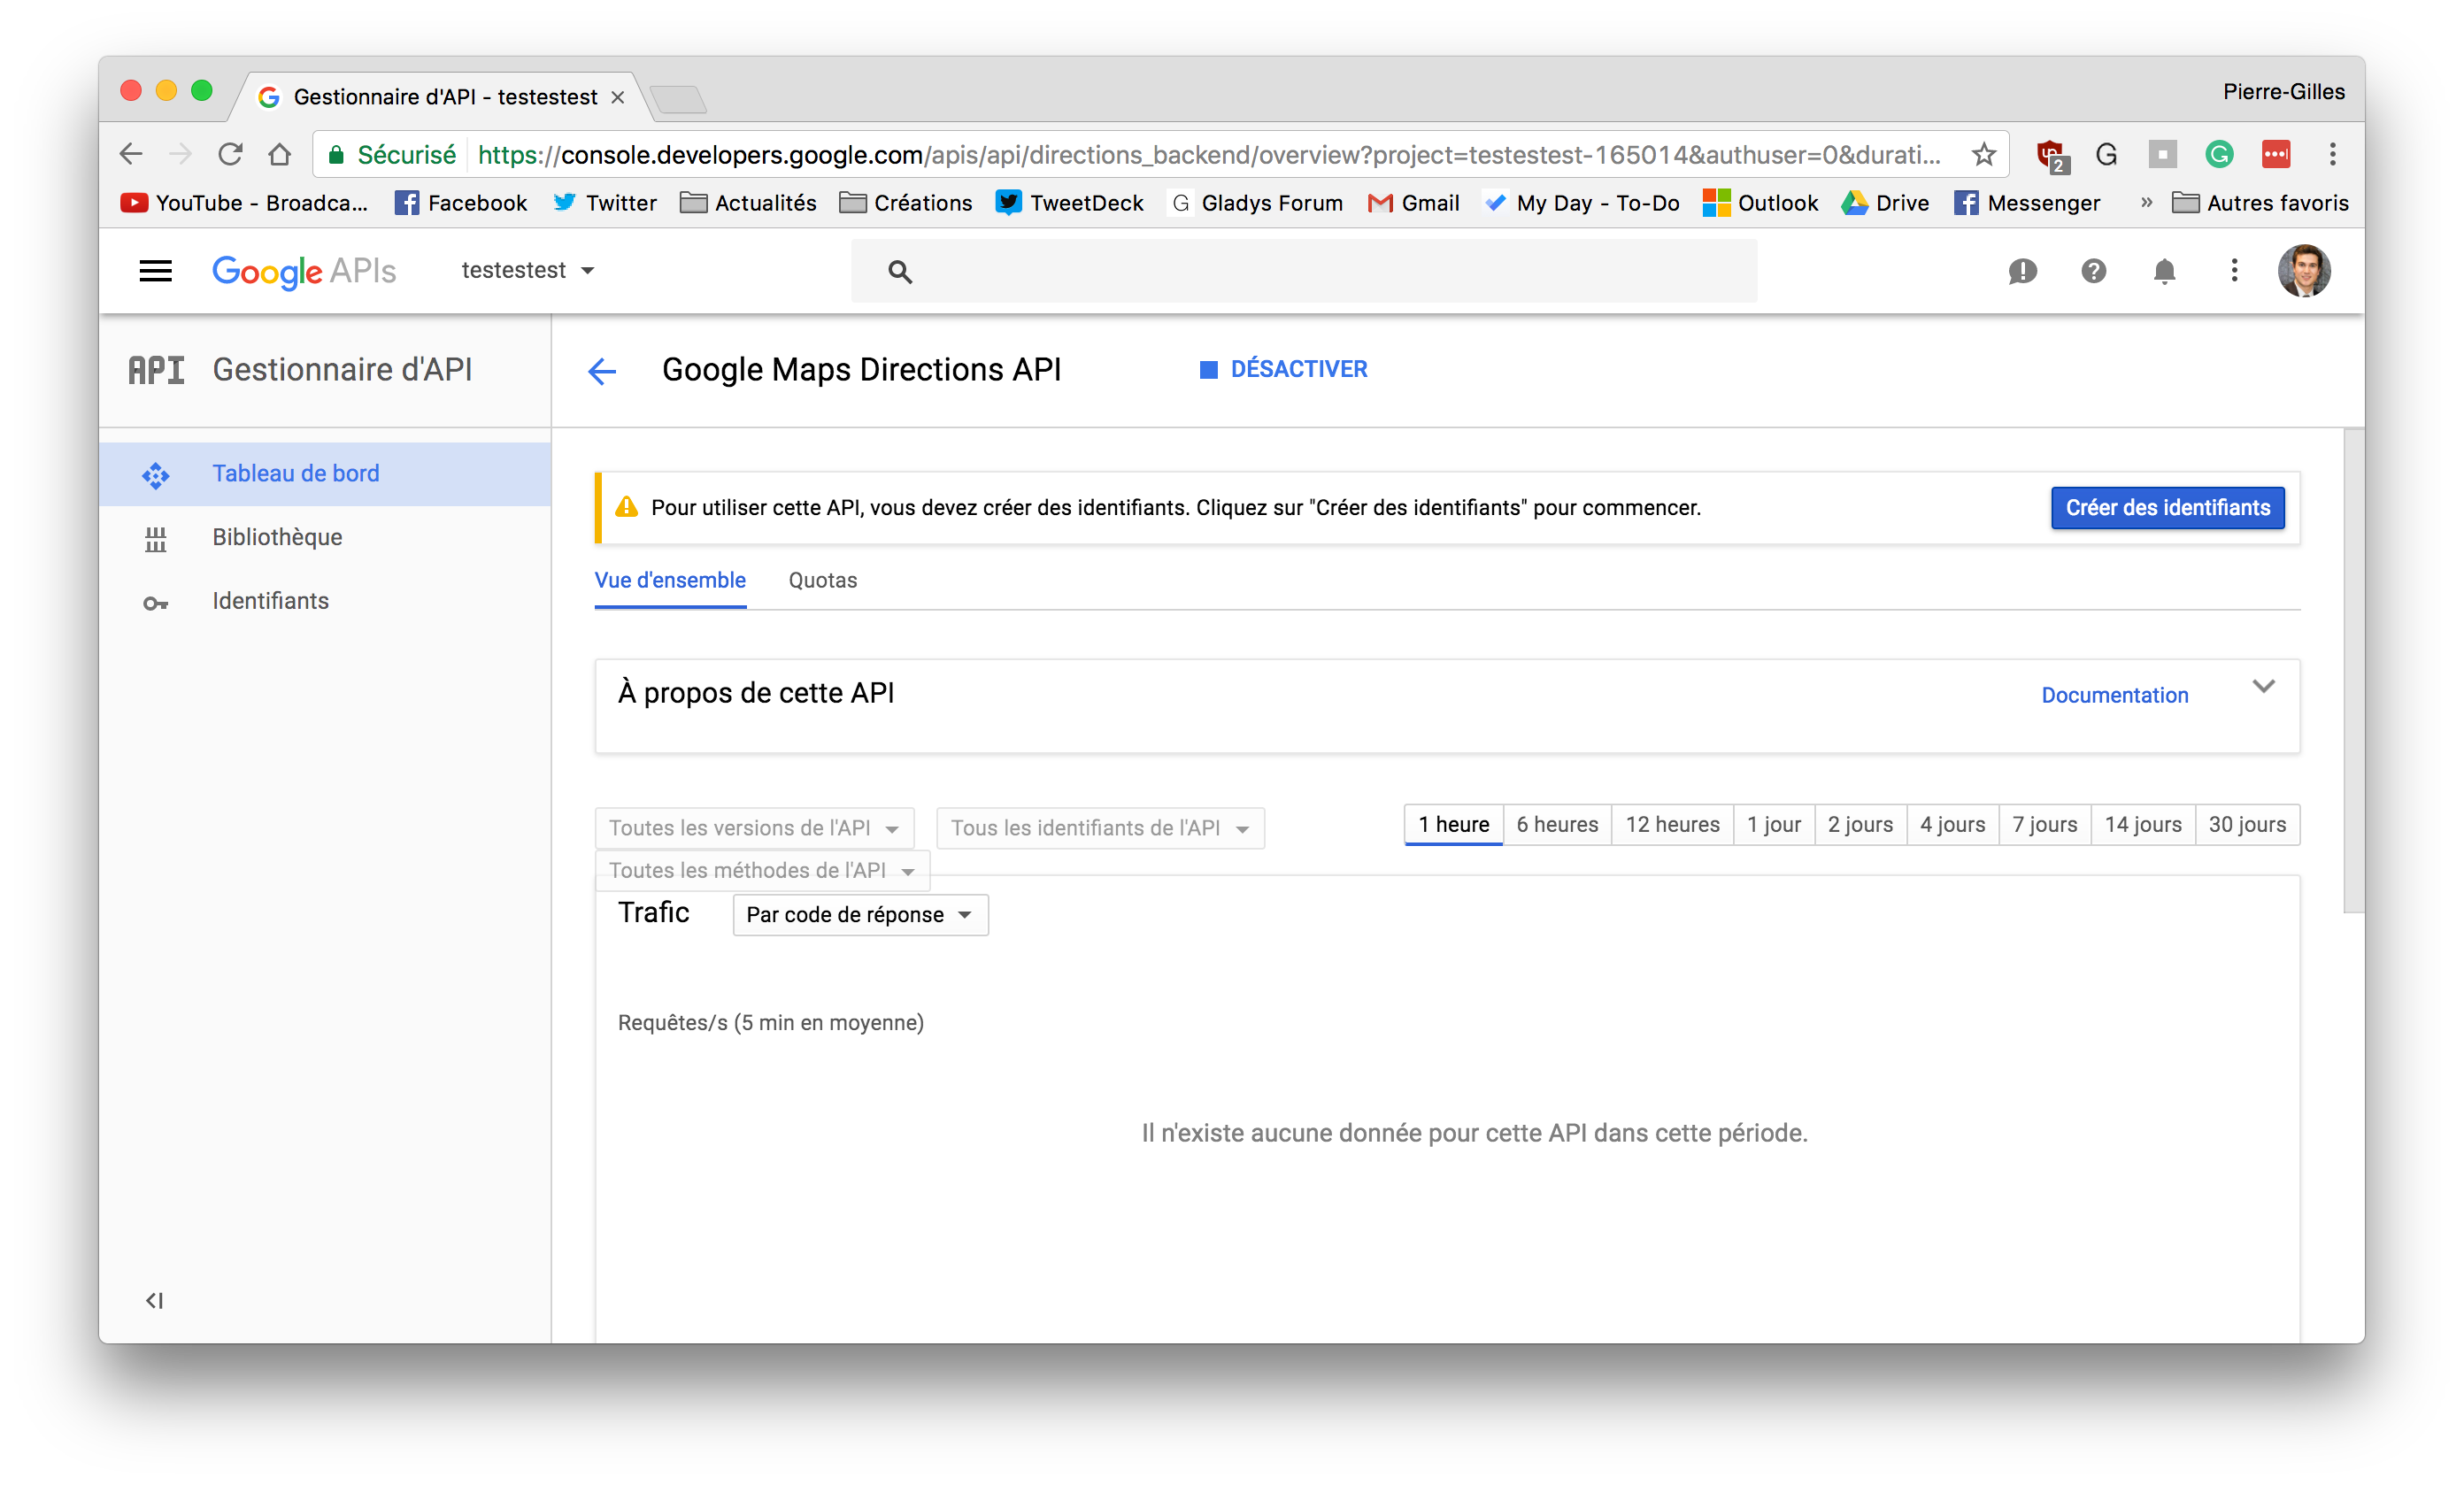 Gestionnaire d'API - testestest
Pierre-Gilles
Sécurisé https://console.developers.google.com/apis/api/directions_backend/overview?project=testestest-165014&authuser=0&durati...
2
YouTube - Broadca... Facebook Twitter Actualités Créations TweetDeck G Gladys Forum Gmail My Day - To-Do Outlook Drive Messenger » Autres favoris
Google APIs testestest
API Gestionnaire d'API
Google Maps Directions API DÉSACTIVER
Tableau de bord
Bibliothèque
Identifiants
Pour utiliser cette API, vous devez créer des identifiants. Cliquez sur "Créer des identifiants" pour commencer. Créer des identifiants
Vue d'ensemble Quotas
À propos de cette API Documentation
Toutes les versions de l'API Tous les identifiants de l'API 1 heure 6 heures 12 heures 1 jour 2 jours 4 jours 7 jours 14 jours 30 jours
Toutes les méthodes de l'API
Trafic Par code de réponse
Requêtes/s (5 min en moyenne)
Il n'existe aucune donnée pour cette API dans cette période.